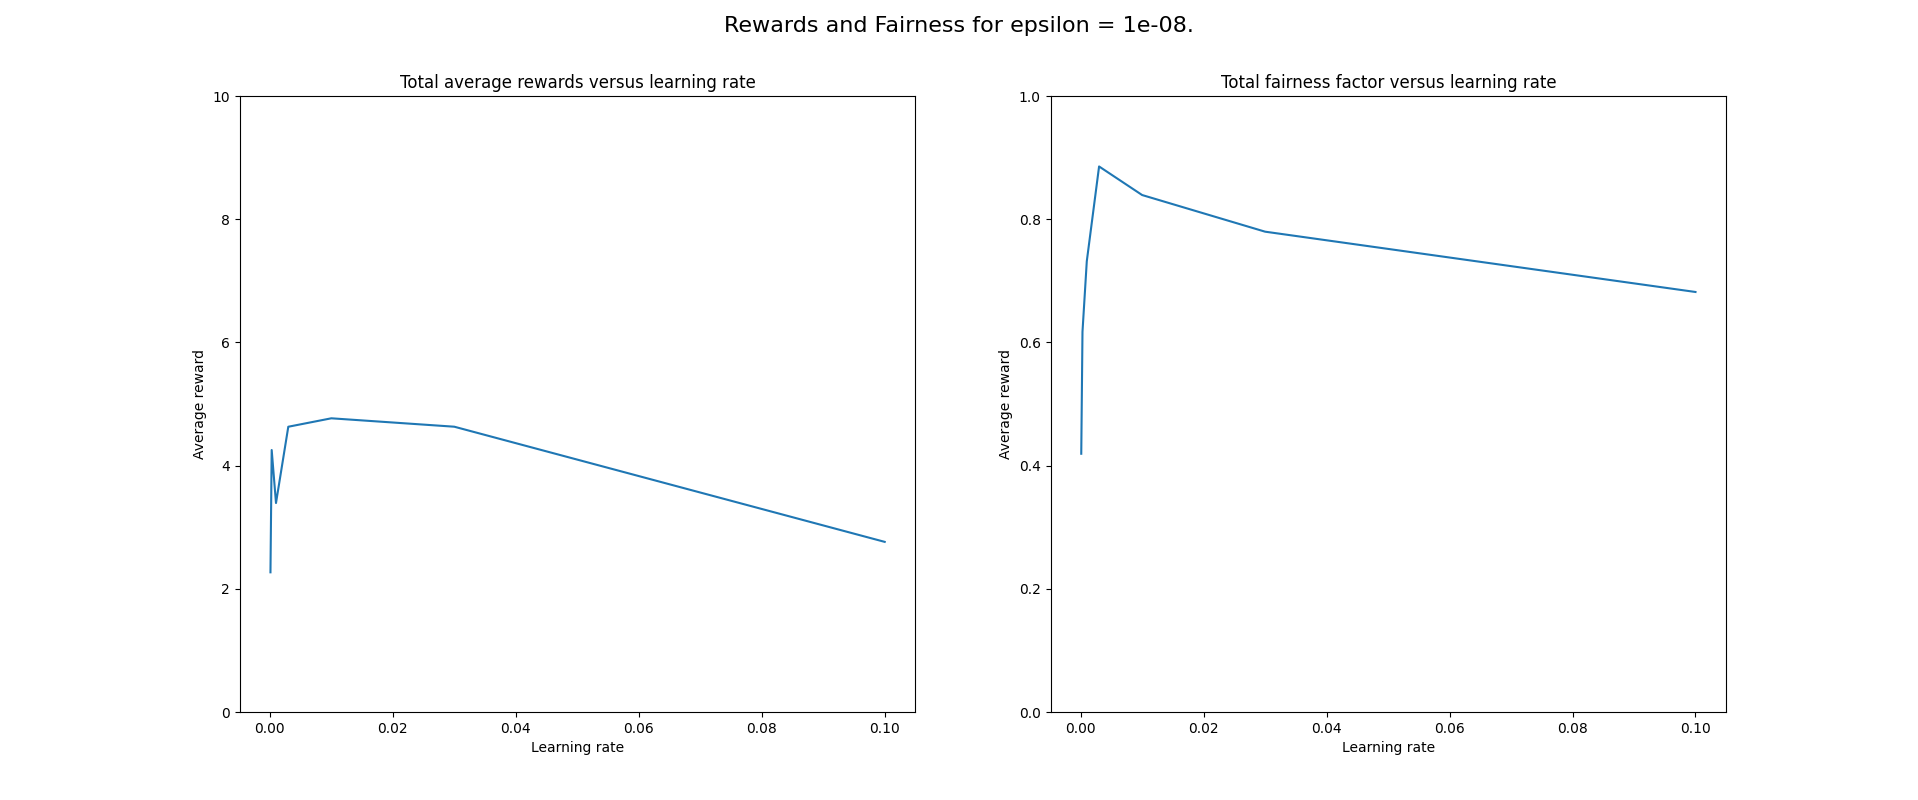 Rewards and Fairness for epsilon = 1e-08.
Total average rewards versus learning rate
10
8
6
4
2
0
Average reward
0.00 0.02 0.04 0.06 0.08 0.10
Learning rate
Total fairness factor versus learning rate
1.0
0.8
0.6
0.4
0.2
0.0
Average reward
0.00 0.02 0.04 0.06 0.08 0.10
Learning rate